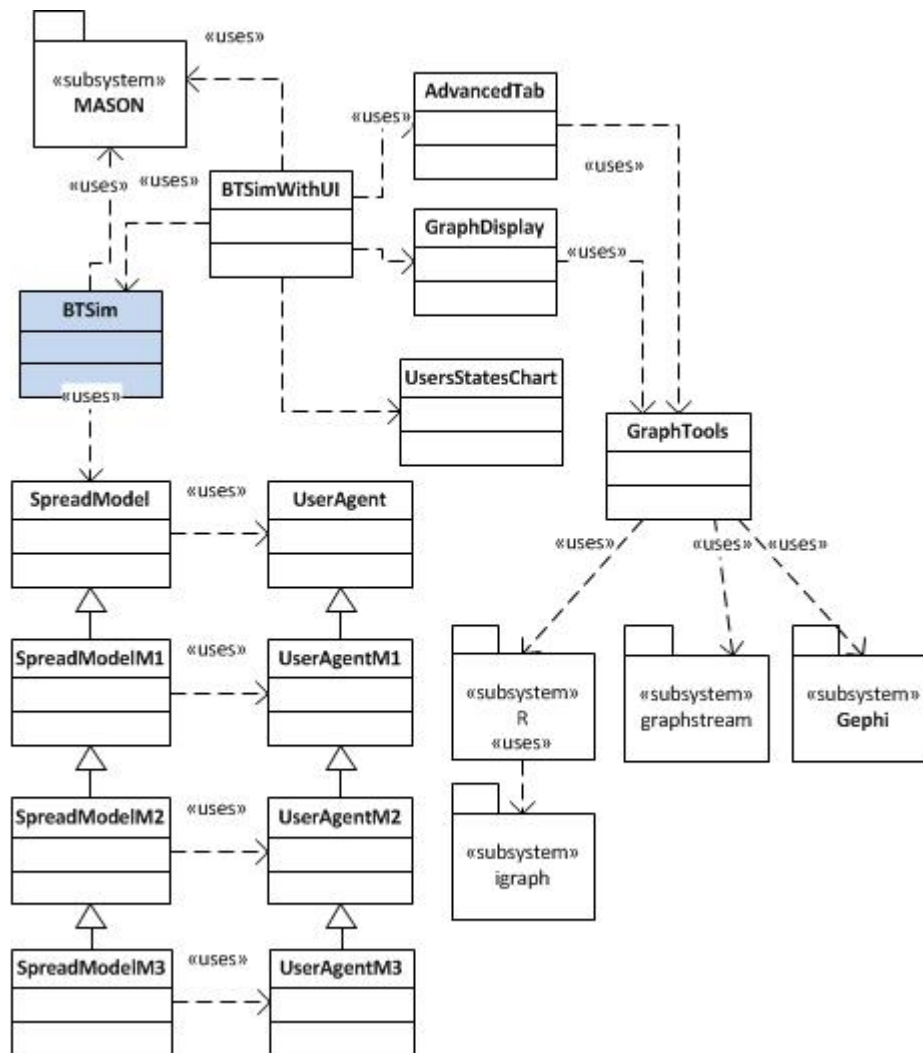 «uses»
«subsystem»
MASON
AdvancedTab
«uses»
«uses»
«uses»
«uses»
BTSimWithUI
GraphDisplay
«uses»
BTSim
«uses»
UsersStatesChart
GraphTools
SpreadModel
«uses»
UserAgent
«uses»
«uses»
«uses»
SpreadModelM1
«uses»
UserAgentM1
«subsystem»
R
«uses»
«subsystem»
graphstream
«subsystem»
Gephi
SpreadModelM2
«uses»
UserAgentM2
«subsystem»
igraph
SpreadModelM3
«uses»
UserAgentM3